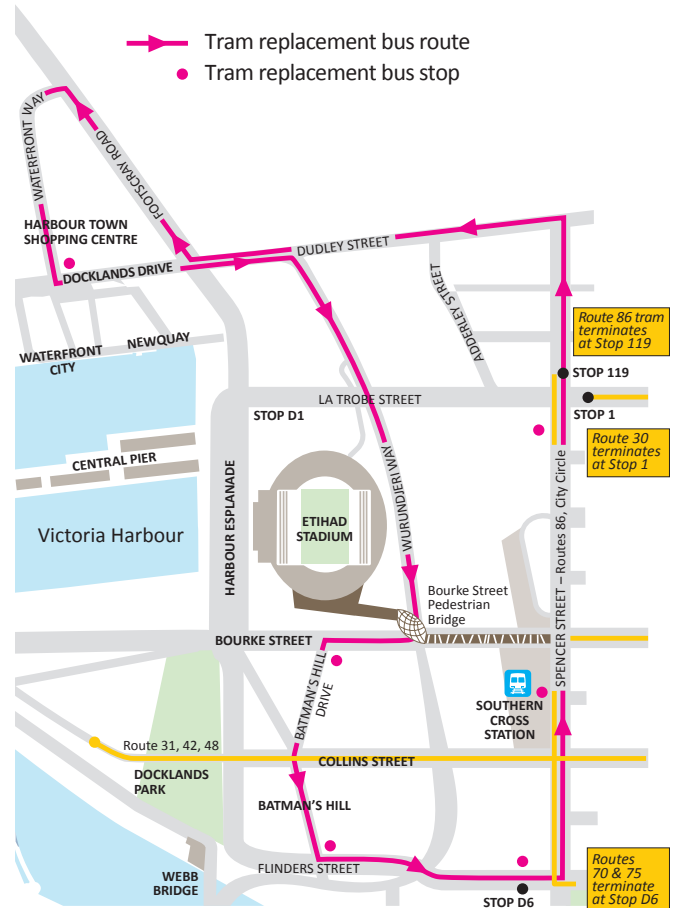 Tram replacement bus route
Tram replacement bus stop
WATERFRONT WAY
FOOTSCRAY ROAD
HARBOUR TOWN
SHOPPING CENTRE
DOCKLANDS DRIVE
DUDLEY STREET
ADDERLEY STREET
NEWQUAY
WATERFRONT
CITY
Route 86 tram
terminates
at Stop 119
STOP 119
LA TROBE STREET
STOP D1
STOP 1
Route 30
terminates
at Stop 1
CENTRAL PIER
Victoria Harbour
HARBOUR ESPLANADE
ETIHAD
STADIUM
WURUNDJERI WAY
SPENCER STREET – Routes 86, City Circle
Bourke Street
Pedestrian
Bridge
BOURKE STREET
BATMAN'S HILL
DRIVE
SOUTHERN
CROSS
STATION
Route 31, 42, 48
COLLINS STREET
DOCKLANDS
PARK
BATMAN'S HILL
FLINDERS STREET
WEBB
BRIDGE
STOP D6
Routes
70 & 75
terminate
at Stop D6